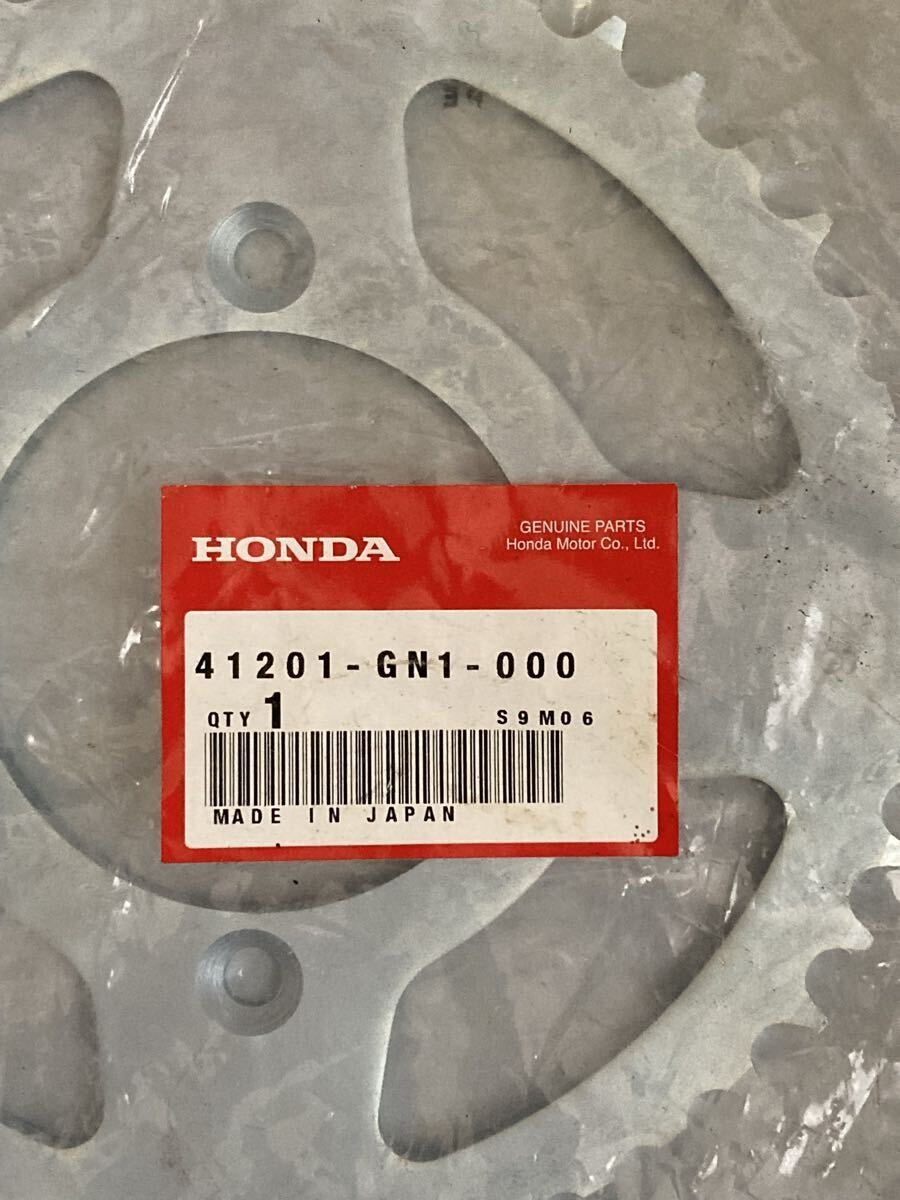 HONDA
GENUINE PARTS
Honda Motor Co., Ltd.
41201-GN1-000
QTY 1
S9M06
MADE IN JAPAN